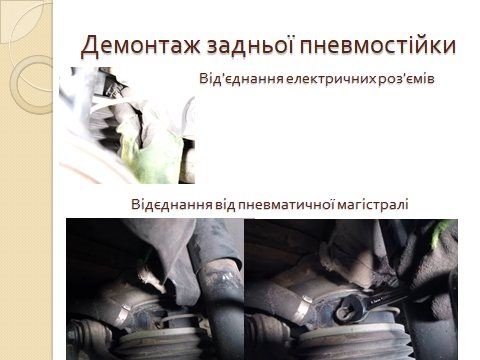 Демонтаж задньої пневмостійки
Від'єднання електричних роз'ємів
Відєднання від пневматичної магістралі